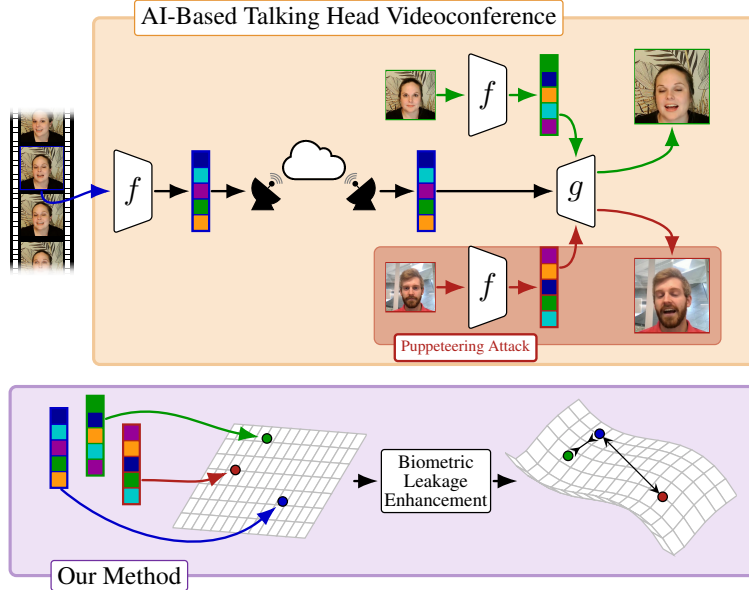 AI-Based Talking Head Videoconference
f
f
g
f
Puppeteering Attack
Biometric
Leakage
Enhancement
Our Method